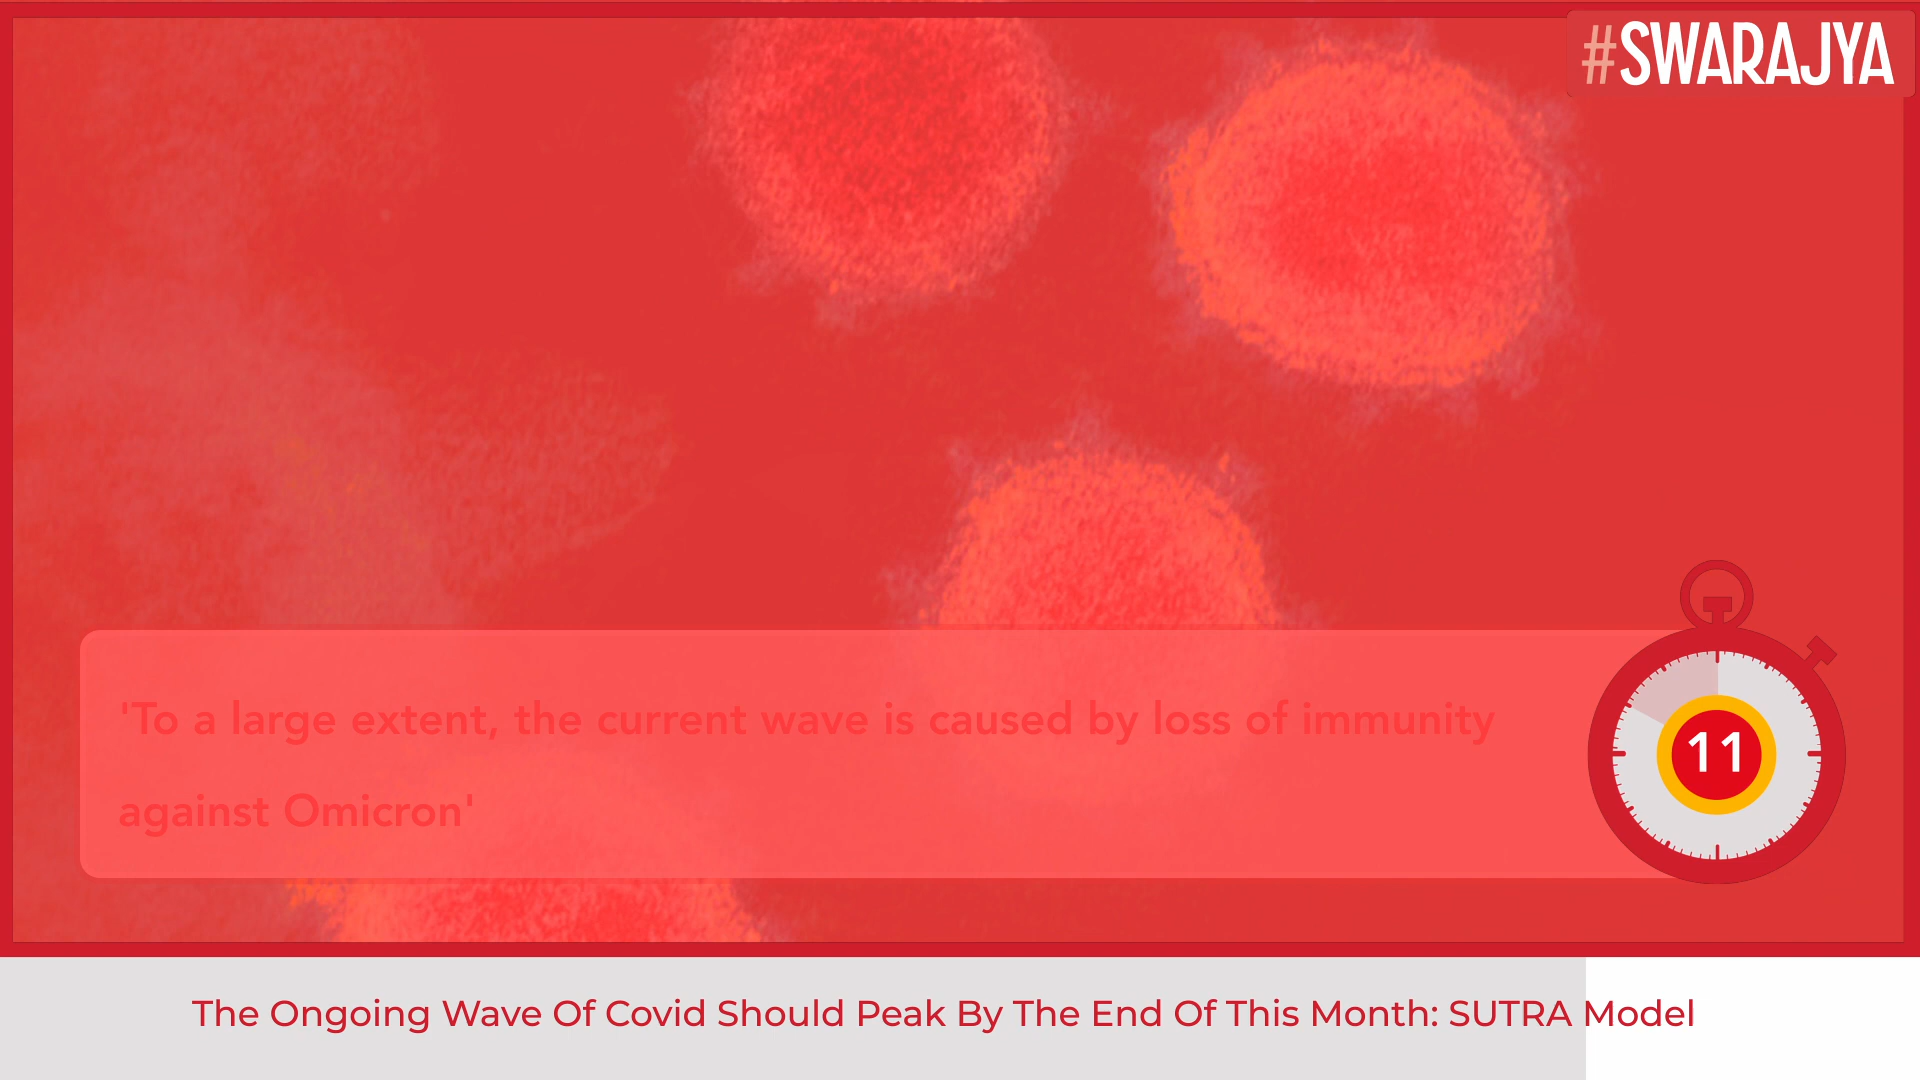 #SWARAJYA
'To a large extent, the current wave is caused by loss of immunity
against Omicron'
11
The Ongoing Wave Of Covid Should Peak By The End Of This Month: SUTRA Model